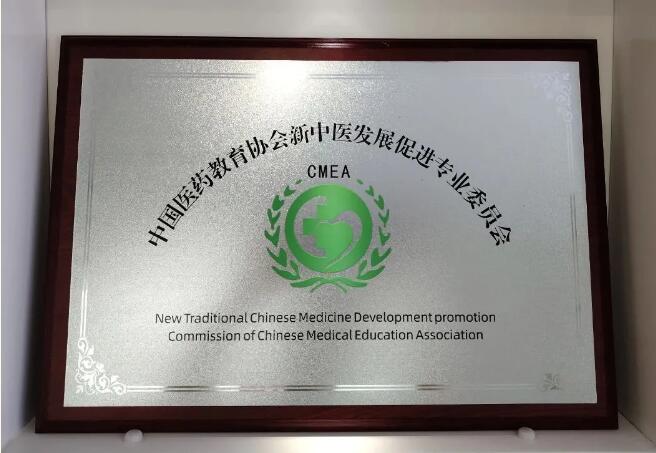 中国医药教育协会新中医发展促进专业委员会
CMEA
New Traditional Chinese Medicine Development promotion
Commission of Chinese Medical Education Association